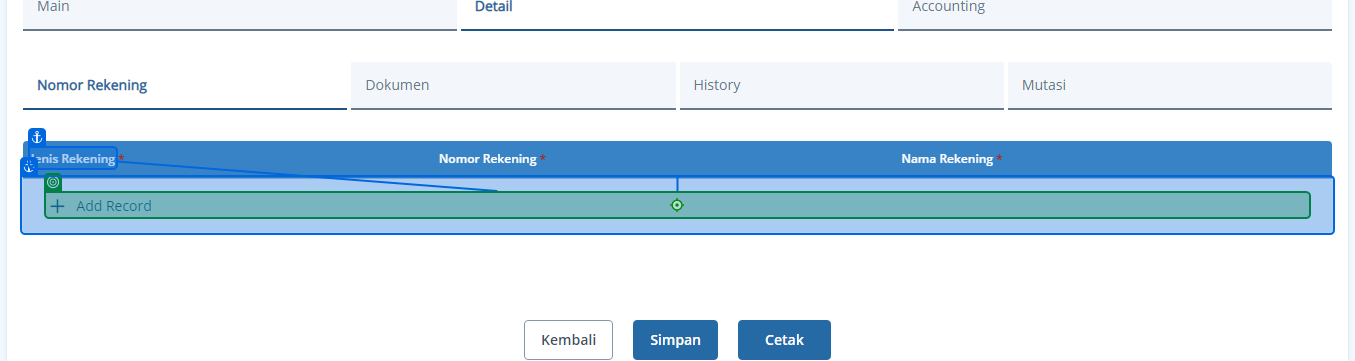 Main Detail Accounting
Nomor Rekening Dokumen History Mutasi
Jenis Rekening * Nomor Rekening * Nama Rekening *
+ Add Record
Kembali Simpan Cetak